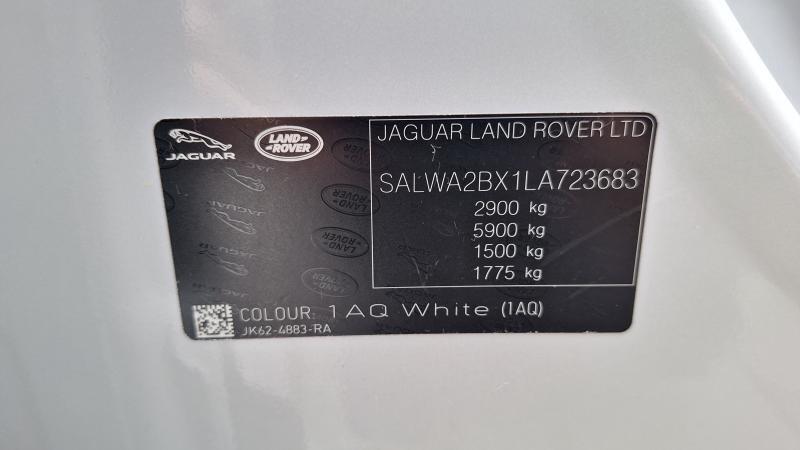 JAGUAR
LAND-
ROVER
JAGUAR LAND ROVER LTD
SALWA2BX1LA723683
2900 kg
5900 kg
1500 kg
1775 kg
COLOUR: 1AQ White (1AQ)
JK62-4883-RA